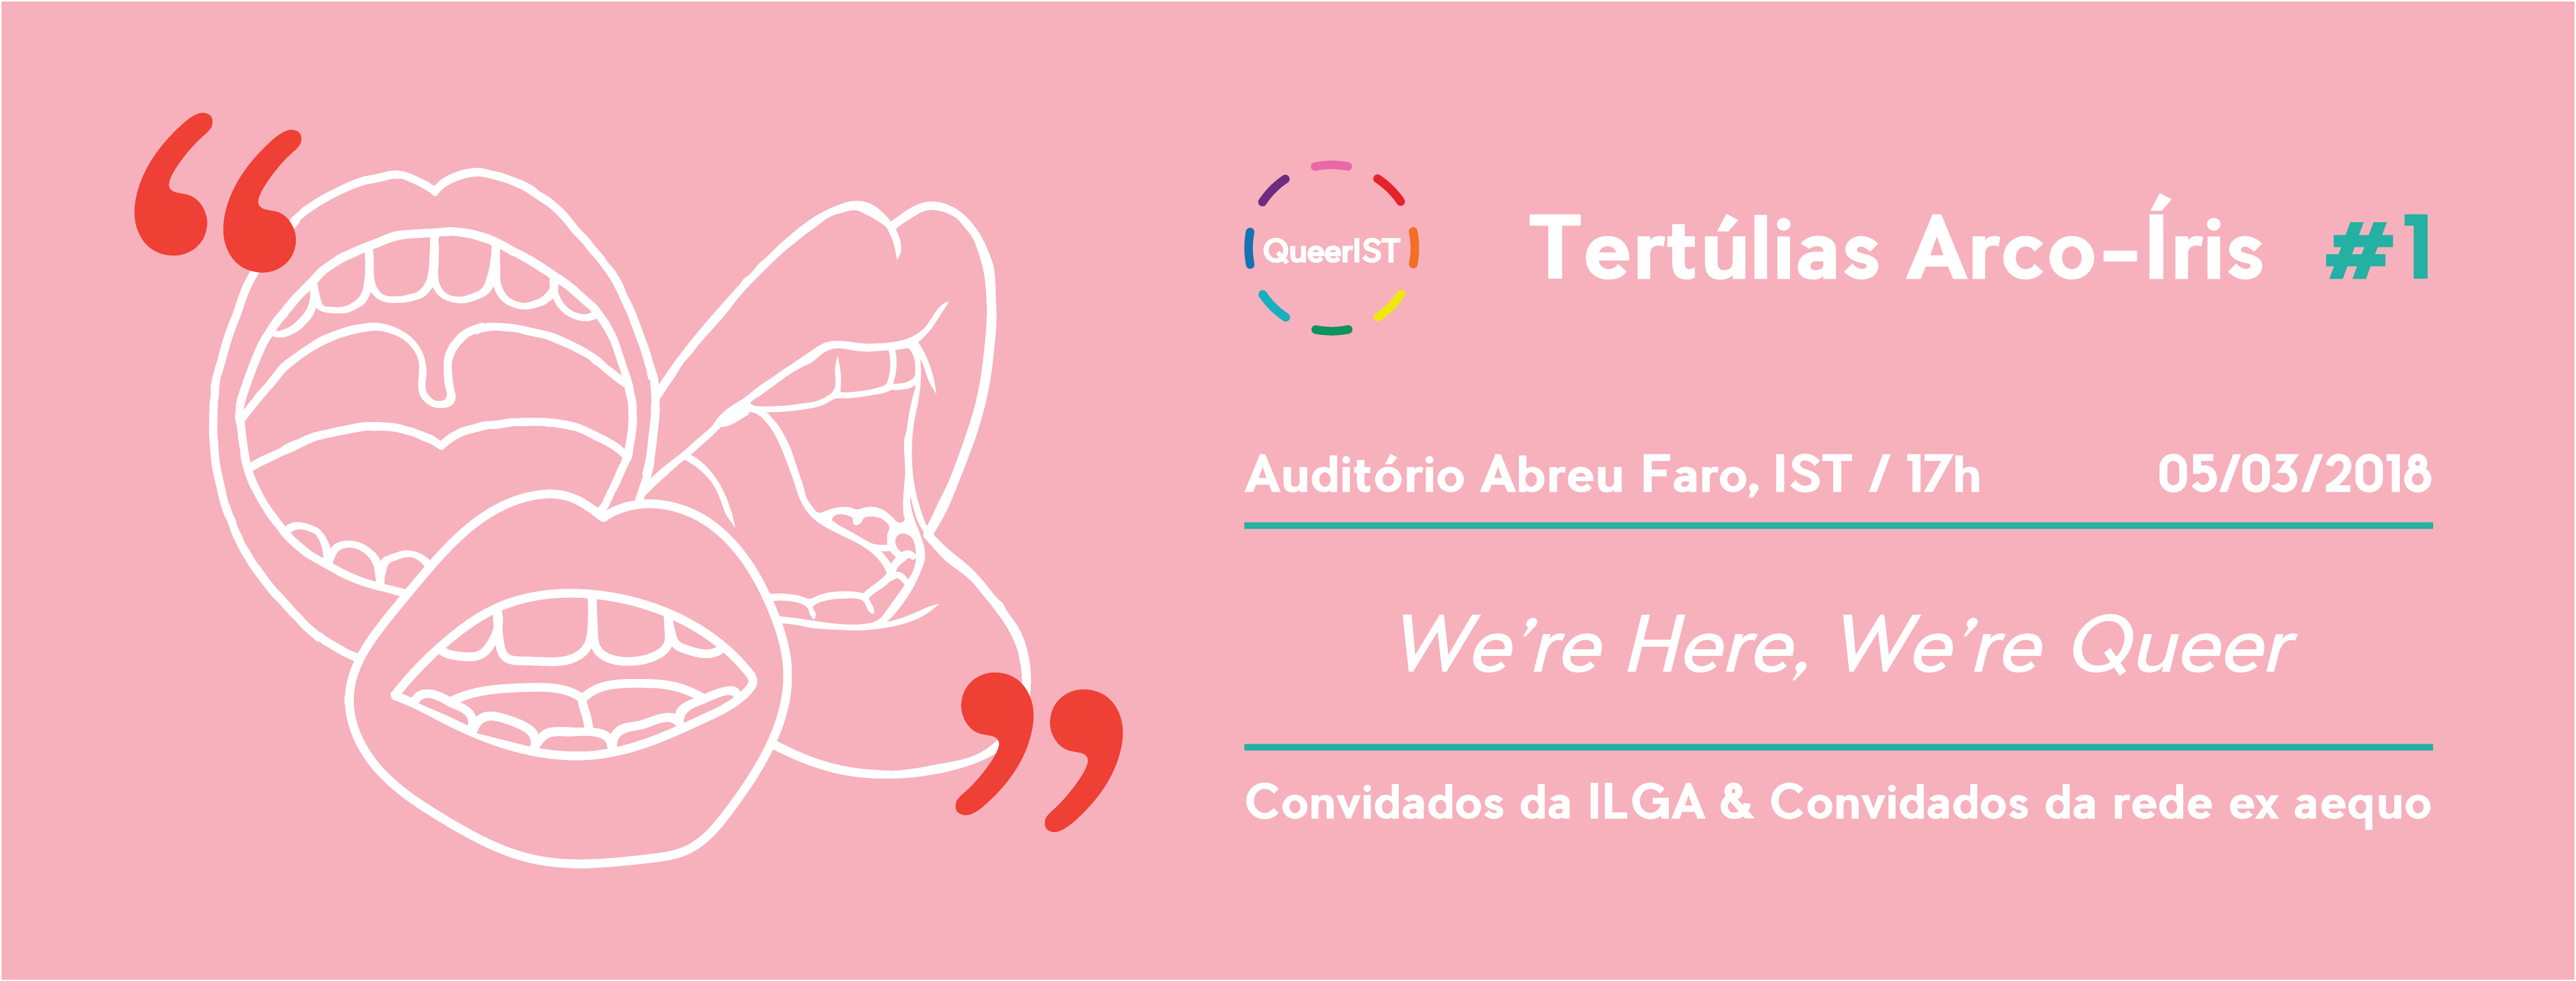 QueerIST
Tertúlias Arco-Íris #1
Auditório Abreu Faro, IST / 17h 05/03/2018
We're Here, We're Queer
Convidados da ILGA & Convidados da rede ex aequo